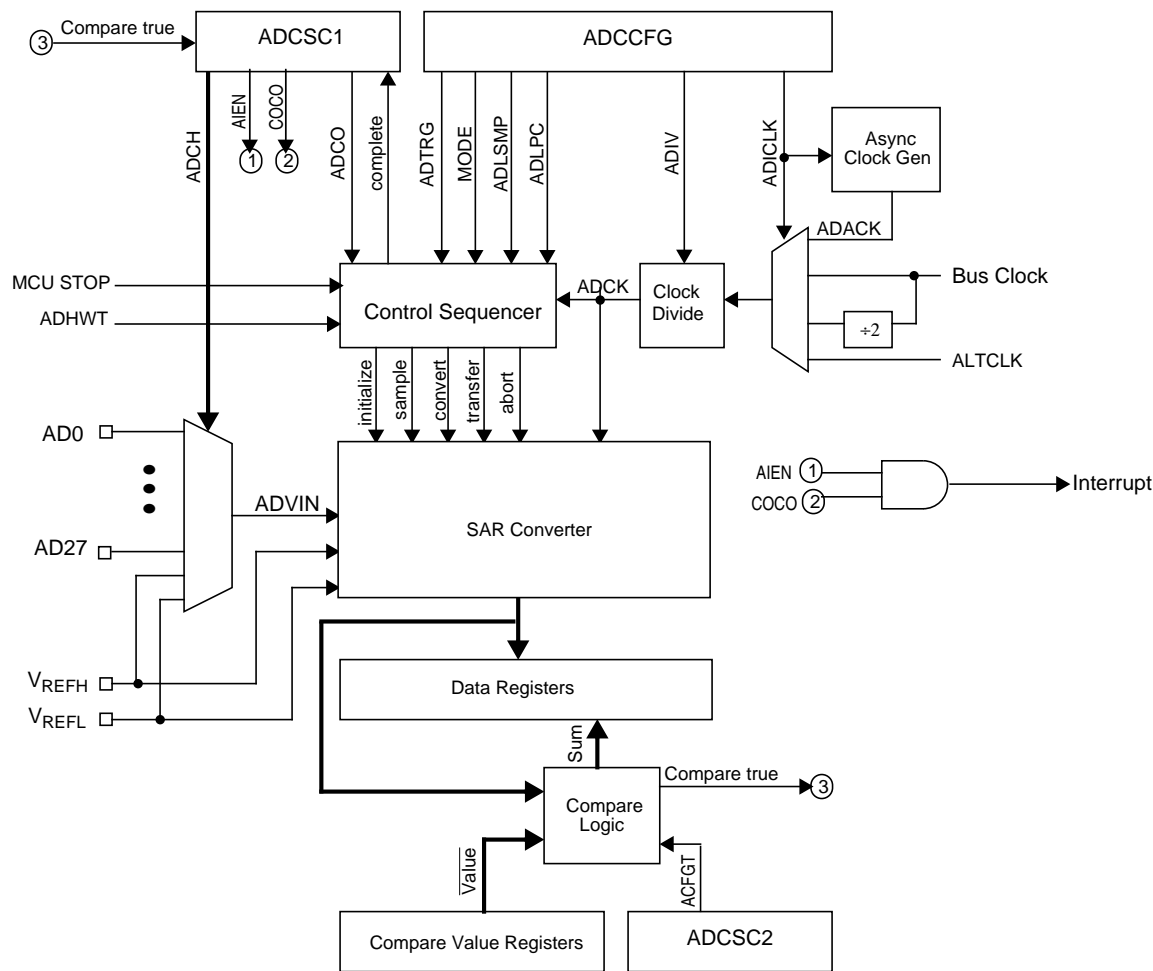 3
Compare true
ADCSC1
ADCCFG
ADCH
AIEN
COCO
1
2
ADCO
complete
ADTRG
MODE
ADLSMP
ADLPC
ADIV
ADICLK
Async
Clock Gen
ADACK
MCU STOP
ADHWT
Control Sequencer
ADCK
Clock
Divide
Bus Clock
÷2
ALTCLK
initialize
sample
convert
transfer
abort
AD0
AD27
ADVIN
SAR Converter
AIEN 1
COCO 2
Interrupt
VREFH
VREFL
Data Registers
Sum
Compare
Logic
Compare true
3
Value
ACFGT
Compare Value Registers
ADCSC2